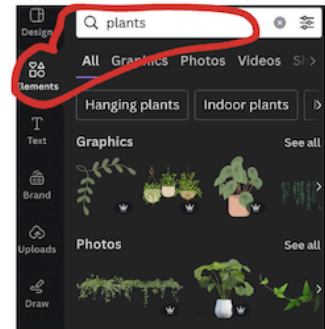 Design
plants
Elements
All Graphics Photos Videos
Hanging plants Indoor plants
Text
Graphics See all
Brand
Uploads
Photos See all
Draw